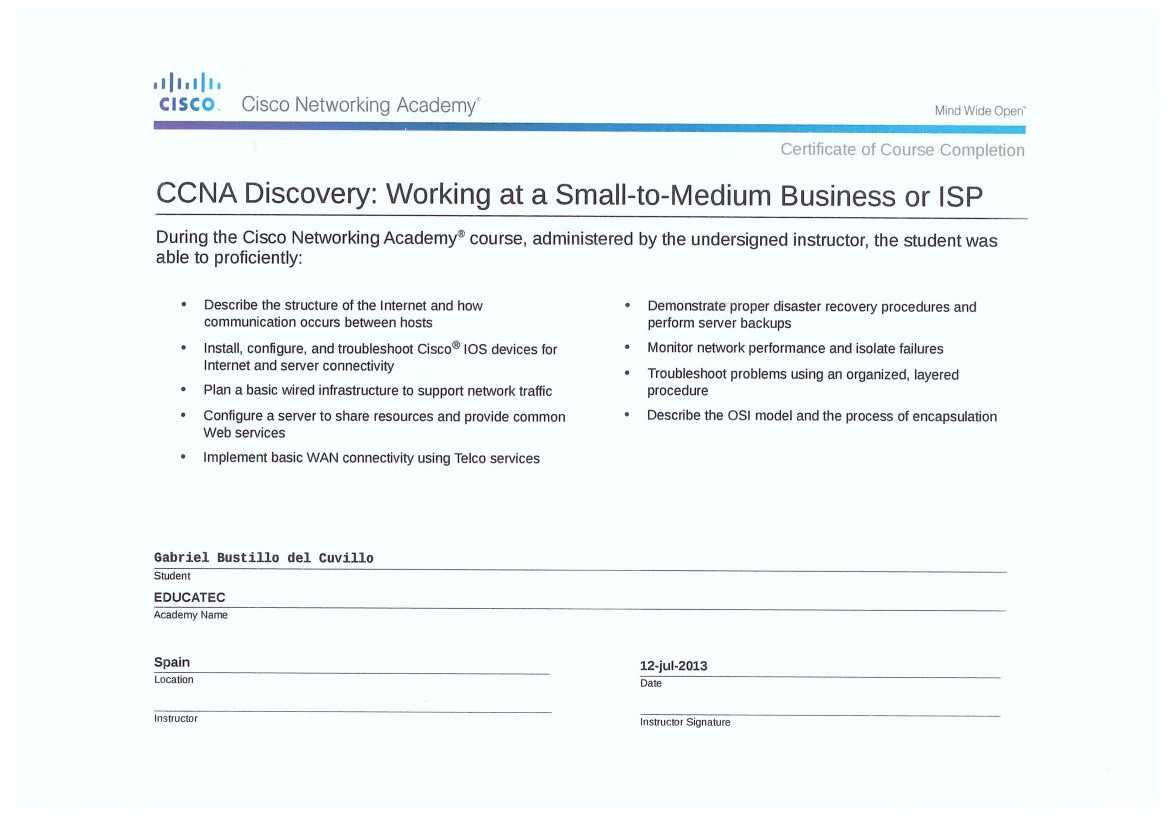 CISCO Cisco Networking Academy®
Mind Wide Open™
Certificate of Course Completion
CCNA Discovery: Working at a Small-to-Medium Business or ISP
During the Cisco Networking Academy® course, administered by the undersigned instructor, the student was
able to proficiently:
• Describe the structure of the Internet and how
communication occurs between hosts
• Install, configure, and troubleshoot Cisco® IOS devices for
Internet and server connectivity
• Plan a basic wired infrastructure to support network traffic
• Configure a server to share resources and provide common
Web services
• Implement basic WAN connectivity using Telco services
• Demonstrate proper disaster recovery procedures and
perform server backups
• Monitor network performance and isolate failures
• Troubleshoot problems using an organized, layered
procedure
• Describe the OSI model and the process of encapsulation
Gabriel Bustillo del Cuvillo
Student
EDUCATEC
Academy Name
Spain
Location
12-jul-2013
Date
Instructor
Instructor Signature